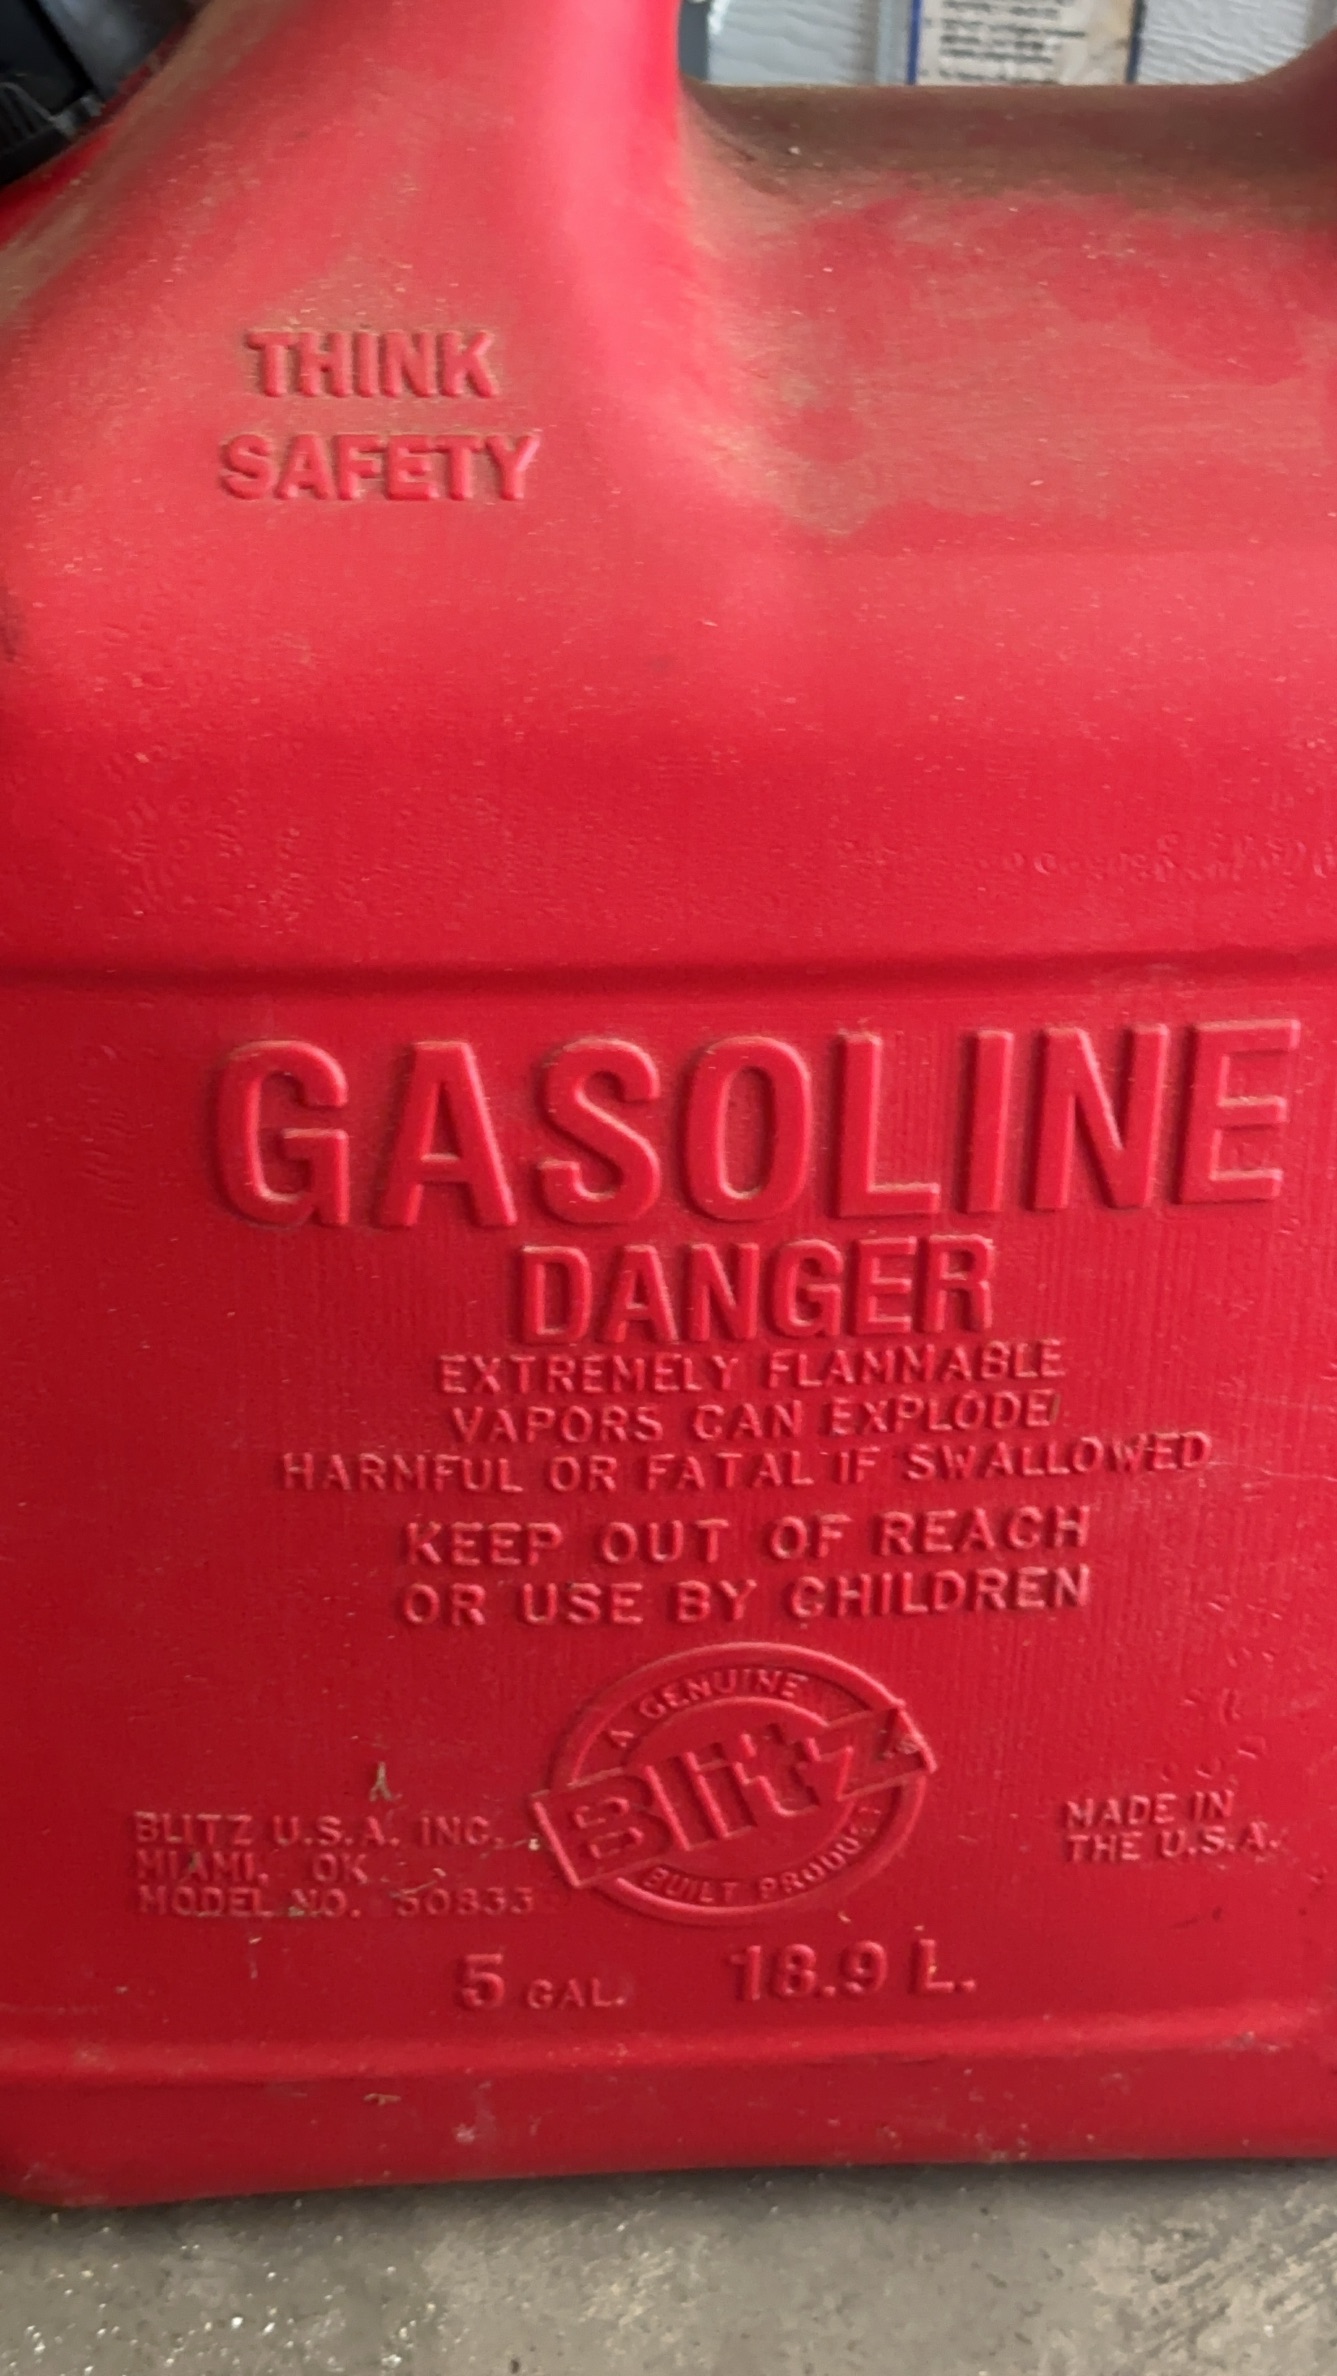 THINK
SAFETY
GASOLINE
DANGER
EXTREMELY FLAMMABLE
VAPORS CAN EXPLODE
HARMFUL OR FATAL IF SWALLOWED
KEEP OUT OF REACH
OR USE BY CHILDREN
A GENUINE
Blitz®
BUILT PRODUCT
BLITZ U.S.A. INC.
MIAMI, OK
MODEL NO. 50833
MADE IN
THE U.S.A.
5 GAL. 18.9 L.